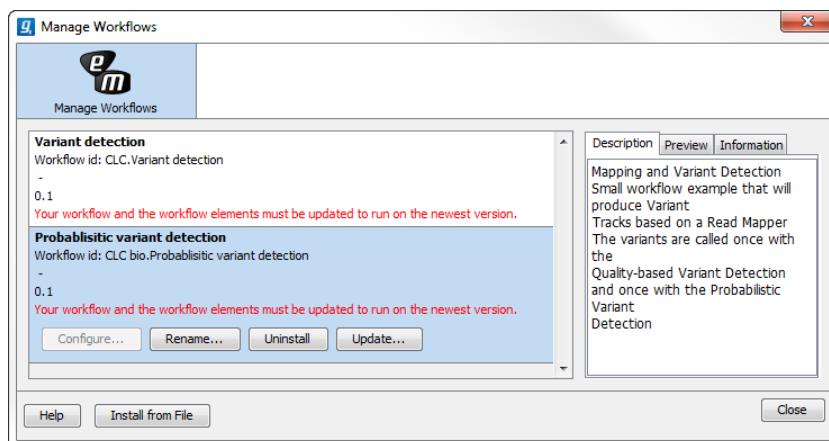 Manage Workflows
Manage Workflows
Variant detection
Workflow id: CLC.Variant detection
-
0.1
Your workflow and the workflow elements must be updated to run on the newest version.
Probablisitic variant detection
Workflow id: CLC bio.Probablisitic variant detection
-
0.1
Your workflow and the workflow elements must be updated to run on the newest version.
Configure... Rename... Uninstall Update...
Description Preview Information
Mapping and Variant Detection
Small workflow example that will
produce Variant
Tracks based on a Read Mapper
The variants are called once with
the
Quality-based Variant Detection
and once with the Probabilistic
Variant
Detection
Help Install from File Close